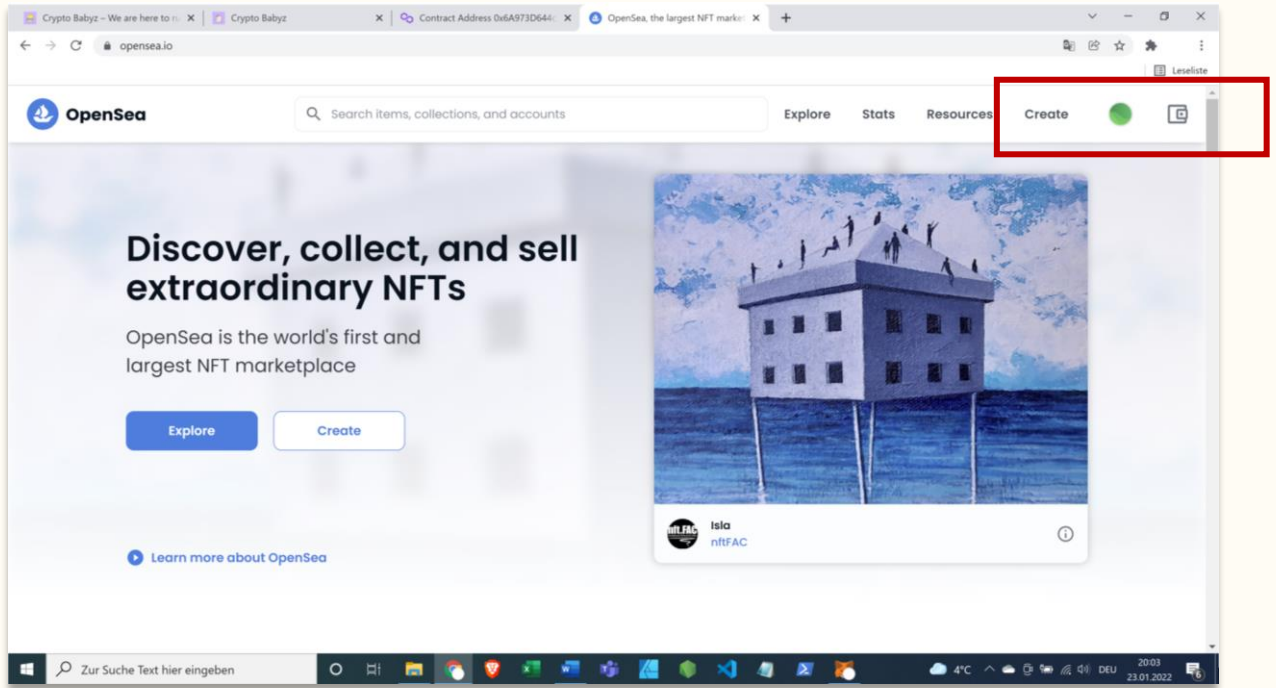 Crypto Babyz – We are here to
Crypto Babyz
Contract Address 0x6A973D644
OpenSea, the largest NFT market
opensea.io
Leseliste
OpenSea
Search items, collections, and accounts
Explore
Stats
Resources
Create
Discover, collect, and sell
extraordinary NFTs
OpenSea is the world's first and
largest NFT marketplace
Explore
Create
Learn more about OpenSea
nft.FAC
Isla
nftFAC
Zur Suche Text hier eingeben
4°C
DEU
20:03
23.01.2022
6